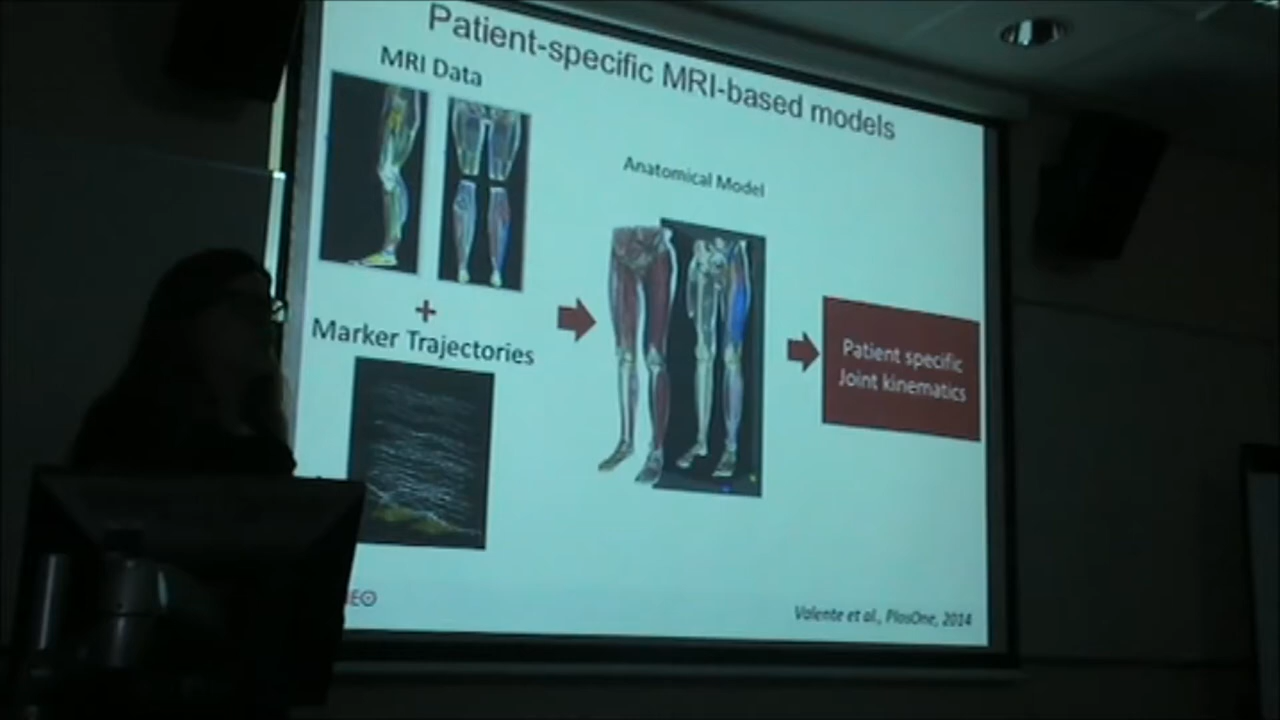 Patient-specific MRI-based models
MRI Data
Anatomical Model
+
Marker Trajectories
Patient specific
Joint kinematics
EO
Valente et al., PlosOne, 2014